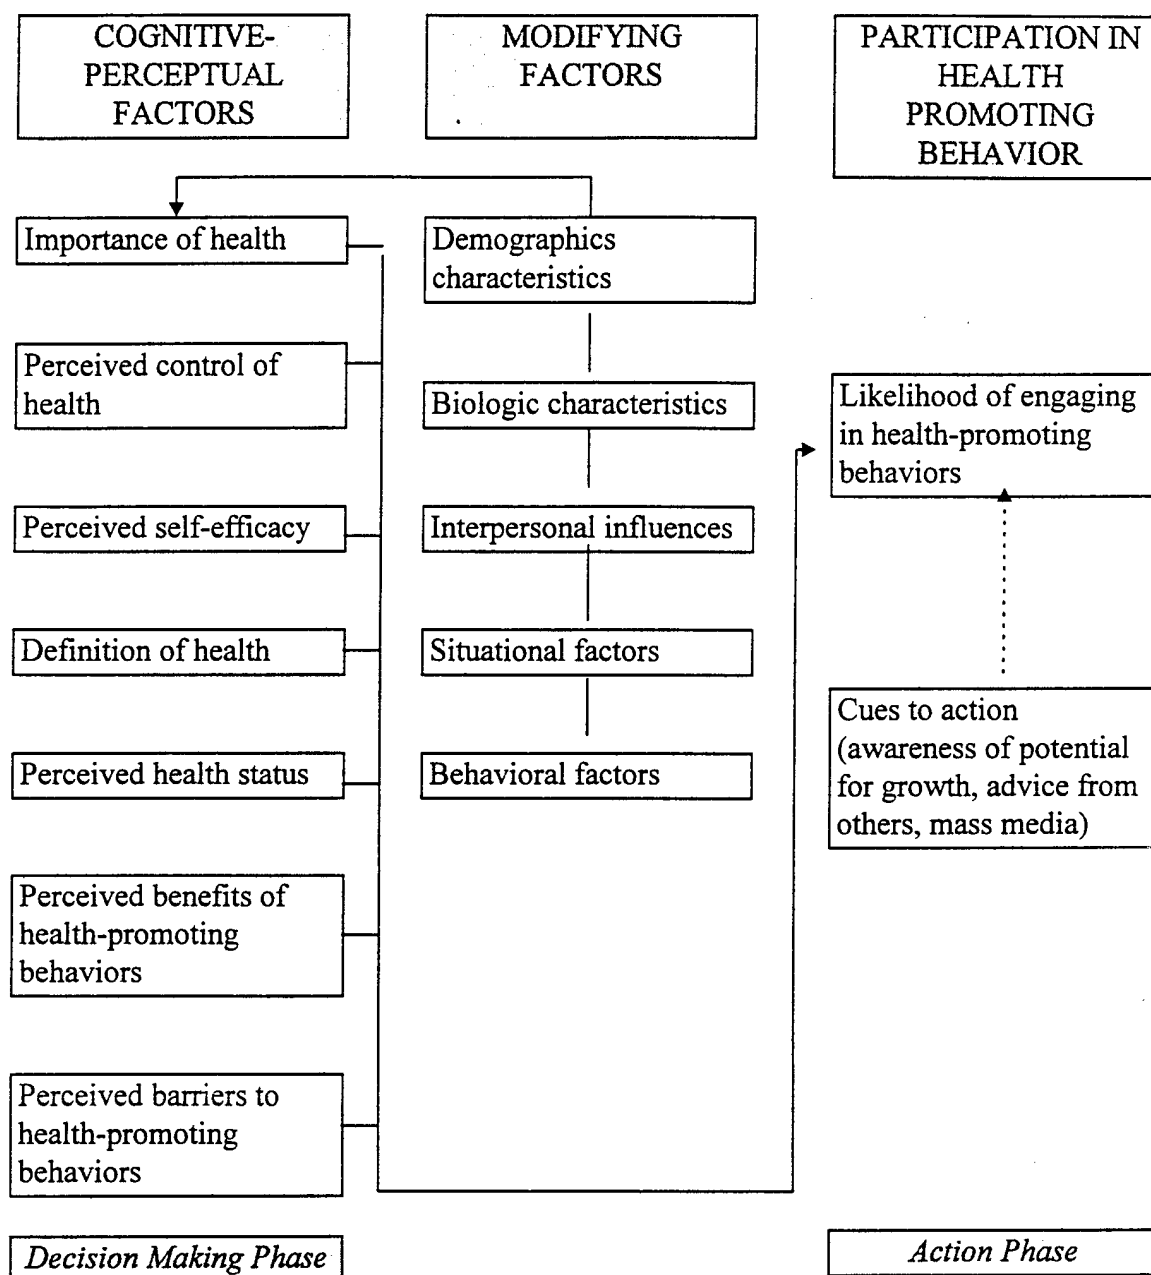 COGNITIVE-
PERCEPTUAL
FACTORS
MODIFYING
FACTORS
PARTICIPATION IN
HEALTH
PROMOTING
BEHAVIOR
Importance of health
Perceived control of
health
Perceived self-efficacy
Definition of health
Perceived health status
Perceived benefits of
health-promoting
behaviors
Perceived barriers to
health-promoting
behaviors
Decision Making Phase
Demographics
characteristics
Biologic characteristics
Interpersonal influences
Situational factors
Behavioral factors
Likelihood of engaging
in health-promoting
behaviors
Cues to action
(awareness of potential
for growth, advice from
others, mass media)
Action Phase